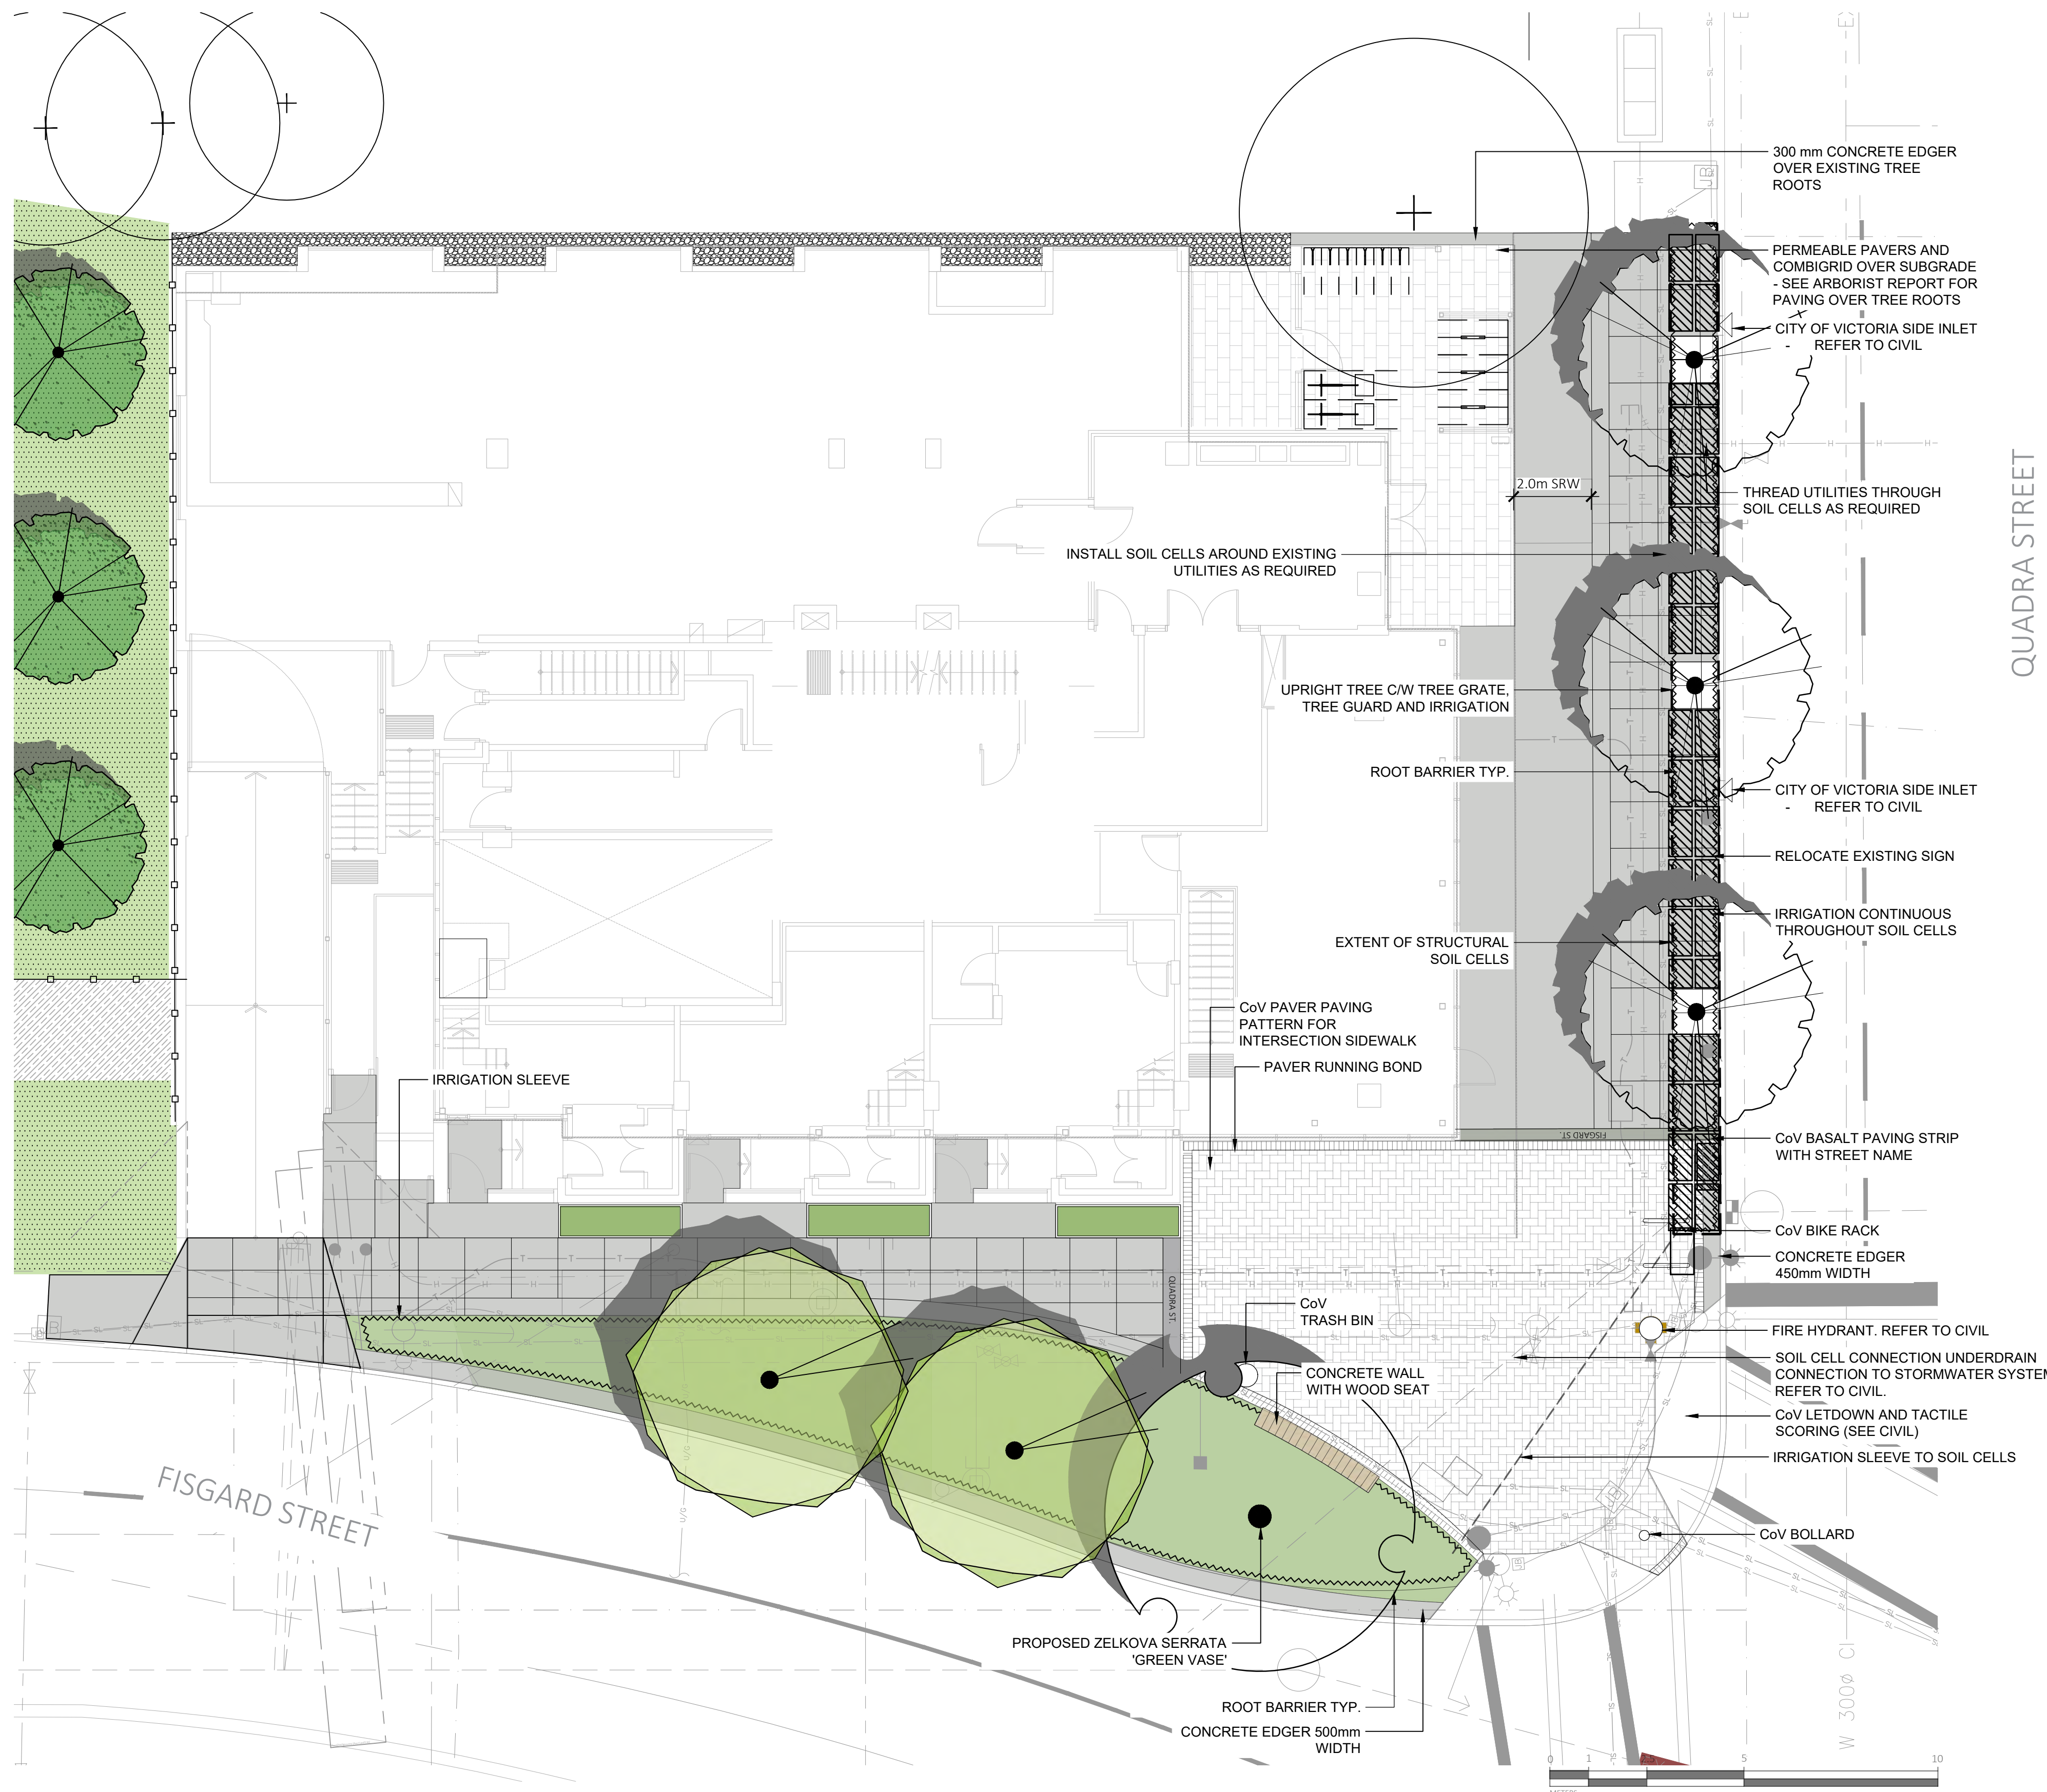 300 mm CONCRETE EDGER
OVER EXISTING TREE
ROOTS
PERMEABLE PAVERS AND
COMBIGRID OVER SUBGRADE
- SEE ARBORIST REPORT FOR
PAVING OVER TREE ROOTS
CITY OF VICTORIA SIDE INLET
- REFER TO CIVIL
QUADRA STREET
2.0m SRW
THREAD UTILITIES THROUGH
SOIL CELLS AS REQUIRED
INSTALL SOIL CELLS AROUND EXISTING
UTILITIES AS REQUIRED
UPRIGHT TREE C/W TREE GRATE,
TREE GUARD AND IRRIGATION
ROOT BARRIER TYP.
CITY OF VICTORIA SIDE INLET
- REFER TO CIVIL
RELOCATE EXISTING SIGN
IRRIGATION CONTINUOUS
THROUGHOUT SOIL CELLS
EXTENT OF STRUCTURAL
SOIL CELLS
CoV PAVER PAVING
PATTERN FOR
INTERSECTION SIDEWALK
PAVER RUNNING BOND
IRRIGATION SLEEVE
FISGARD ST.
CoV BASALT PAVING STRIP
WITH STREET NAME
CoV BIKE RACK
CONCRETE EDGER
450mm WIDTH
QUADRA ST.
CoV
TRASH BIN
FIRE HYDRANT. REFER TO CIVIL
SOIL CELL CONNECTION UNDERDRAIN
CONNECTION TO STORMWATER SYSTEM
REFER TO CIVIL.
CONCRETE WALL
WITH WOOD SEAT
CoV LETDOWN AND TACTILE
SCORING (SEE CIVIL)
IRRIGATION SLEEVE TO SOIL CELLS
FISGARD STREET
CoV BOLLARD
PROPOSED ZELKOVA SERRATA
'GREEN VASE'
ROOT BARRIER TYP.
CONCRETE EDGER 500mm
WIDTH
W 300ø
0 1 2.5 5 10